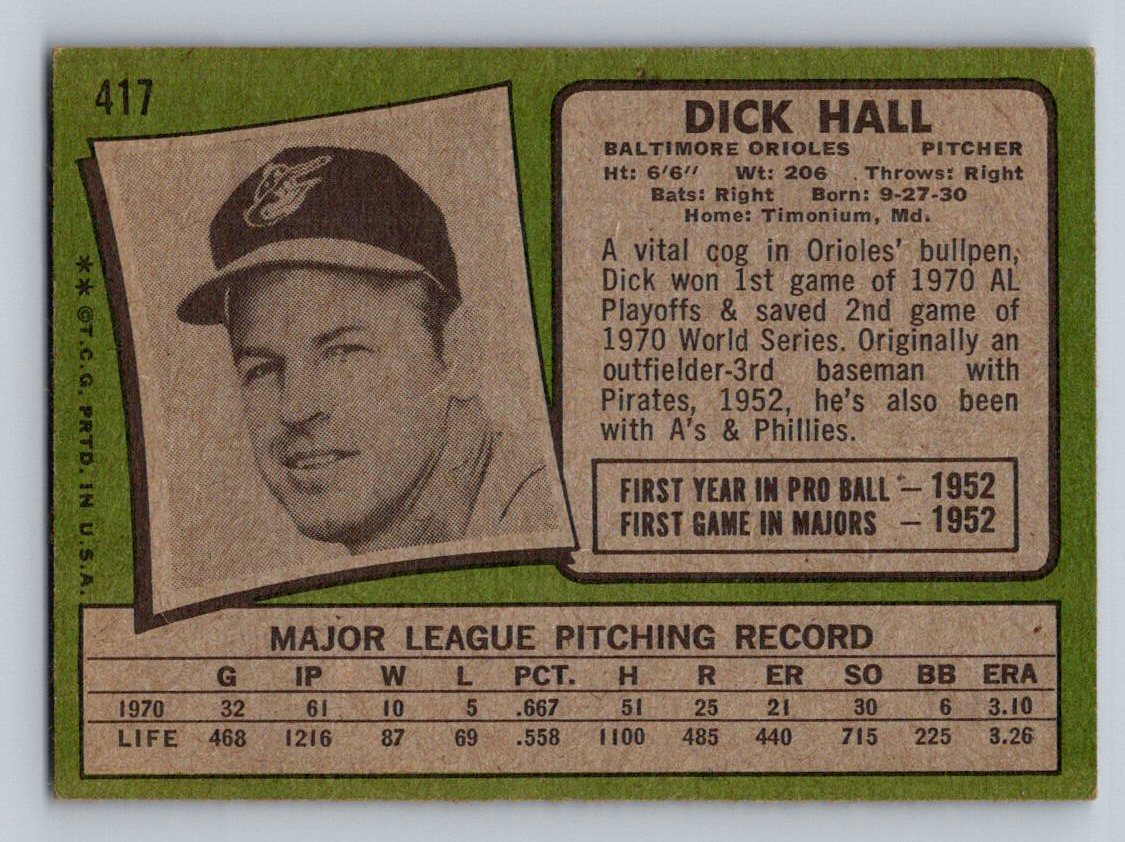 417
DICK HALL
BALTIMORE ORIOLES PITCHER
Ht: 6'6" Wt: 206 Throws: Right
Bats: Right Born: 9-27-30
Home: Timonium, Md.
A vital cog in Orioles' bullpen,
Dick won 1st game of 1970 AL
Playoffs & saved 2nd game of
1970 World Series. Originally an
outfielder-3rd baseman with
Pirates, 1952, he's also been
with A's & Phillies.
FIRST YEAR IN PRO BALL – 1952
FIRST GAME IN MAJORS – 1952
**©T.C.G. PRTD. IN U.S.A.
MAJOR LEAGUE PITCHING RECORD
G IP W L PCT. H R ER SO BB ERA
1970 32 61 10 5 .667 51 25 21 30 6 3.10
LIFE 468 1216 87 69 .558 1100 485 440 715 225 3.26